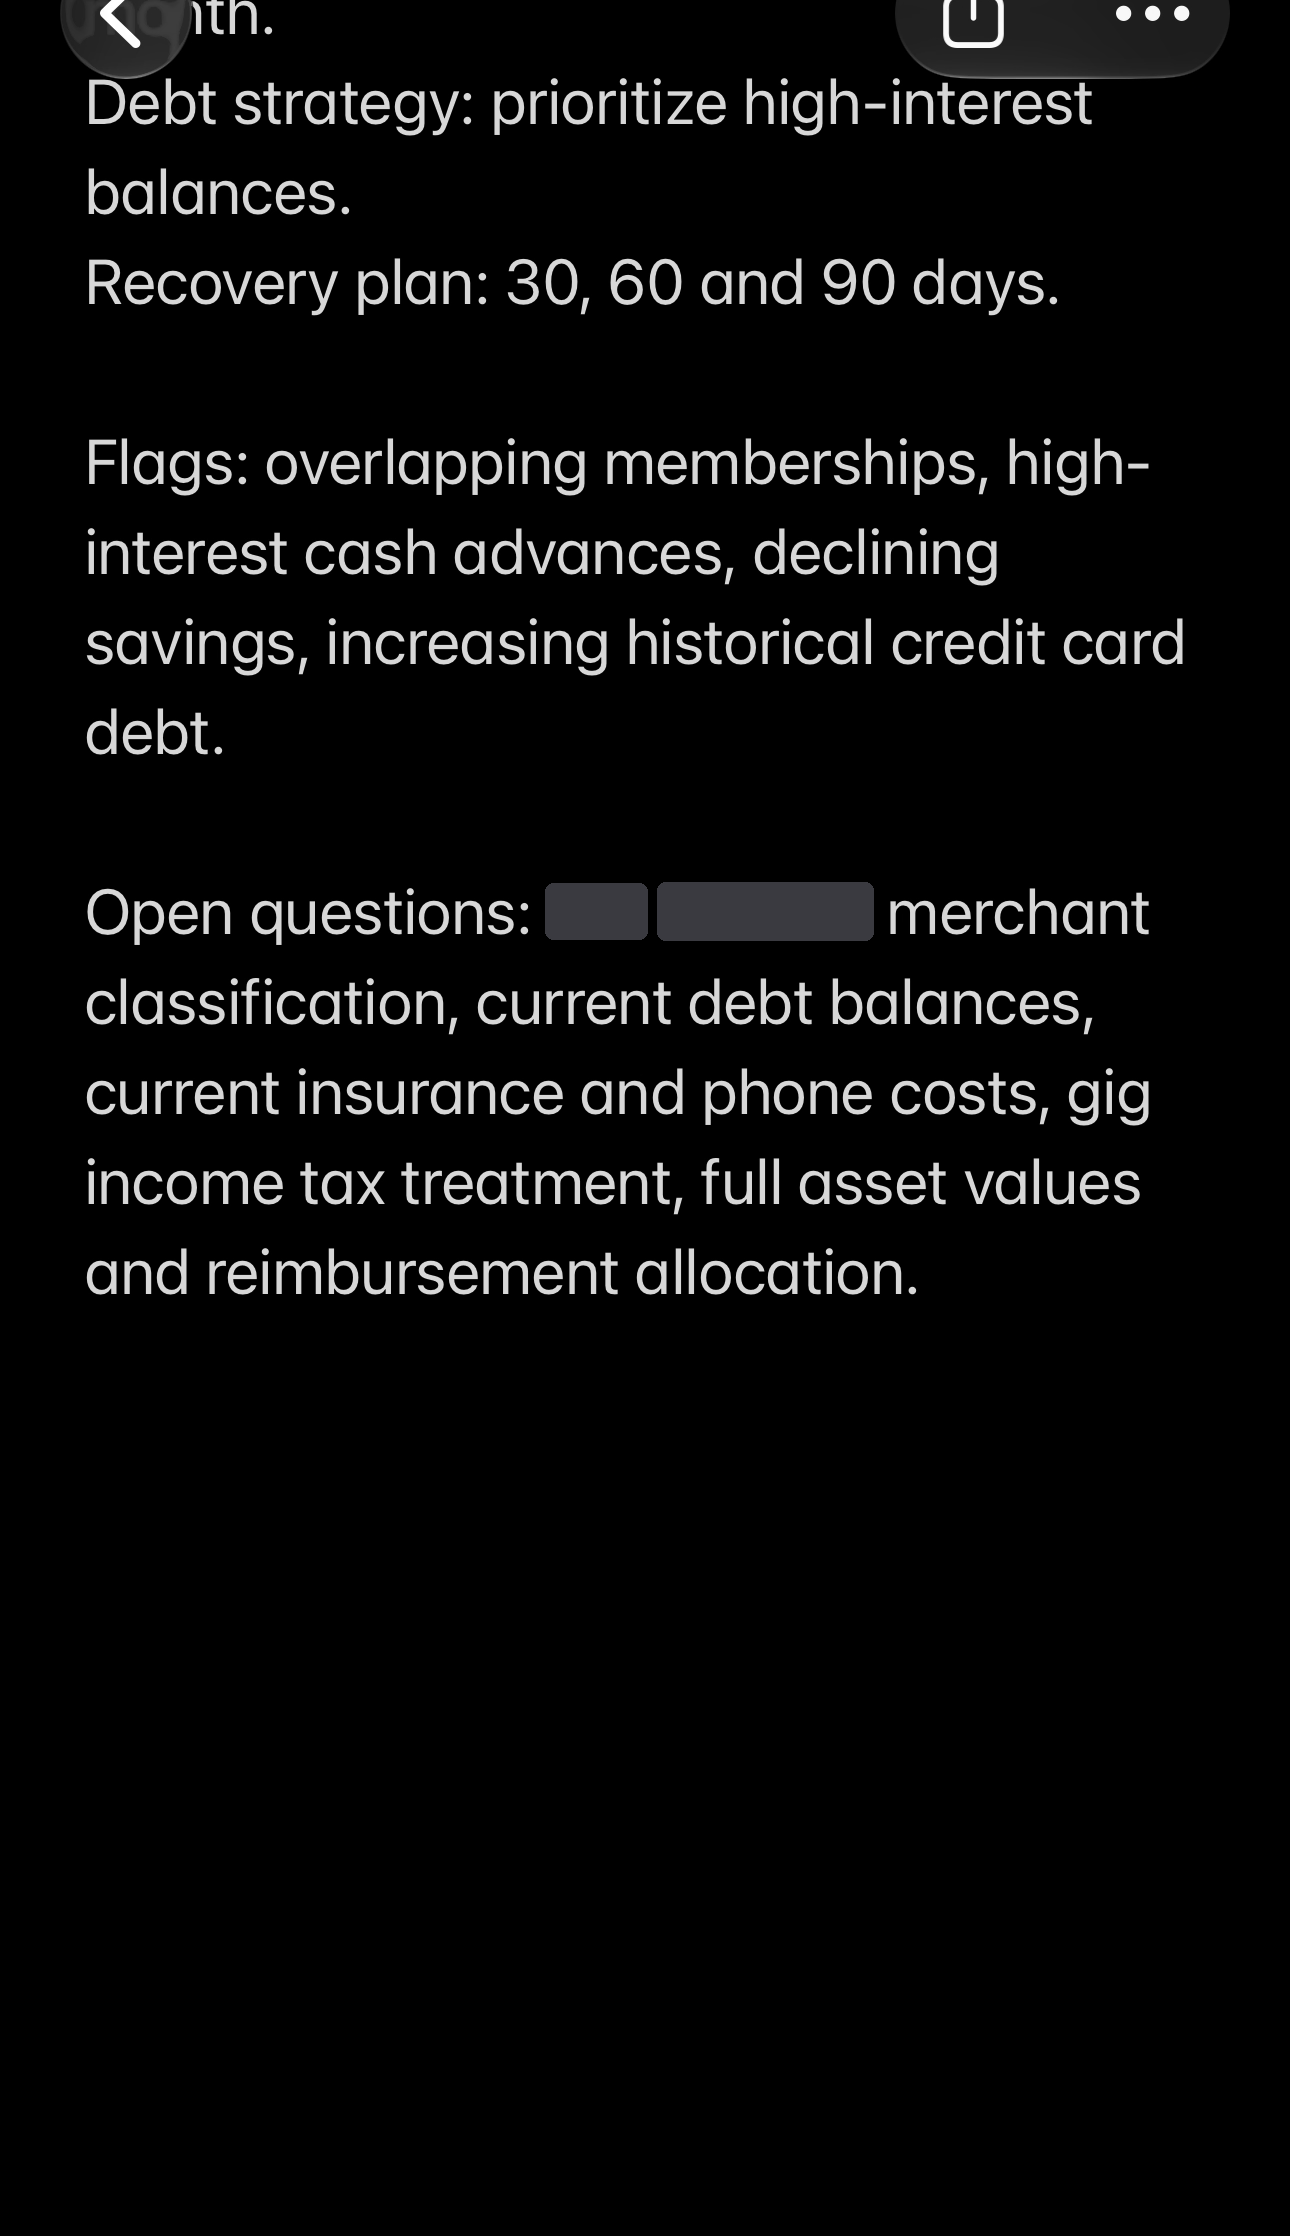 nth.
Debt strategy: prioritize high-interest
balances.
Recovery plan: 30, 60 and 90 days.
Flags: overlapping memberships, high-
interest cash advances, declining
savings, increasing historical credit card
debt.
Open questions: merchant
classification, current debt balances,
current insurance and phone costs, gig
income tax treatment, full asset values
and reimbursement allocation.